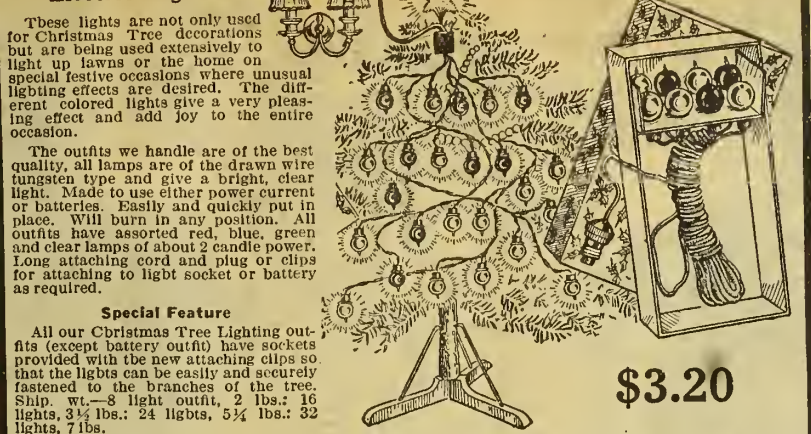 These lights are not only used
for Christmas Tree decorations
but are being used extensively to
light up lawns or the home on
special festive occasions where unusual
lighting effects are desired. The diff-
erent colored lights give a very pleas-
ing effect and add joy to the entire
occasion.
The outfits we handle are of the best
quality, all lamps are of the drawn wire
tungsten type and give a bright, clear
light. Made to use either power current
or batteries. Easily and quickly put in
place. Will burn in any position. All
outfits have assorted red, blue, green
and clear lamps of about 2 candle power.
Long attaching cord and plug or clips
for attaching to light socket or battery
as required.
Special Feature
All our Christmas Tree Lighting out-
fits (except battery outfit) have sockets
provided with the new attaching clips so
that the lights can be easily and securely
fastened to the branches of the tree.
Ship. wt.—8 light outfit, 2 lbs.: 16
lights, 3½ lbs.: 24 lights, 5¼ lbs.: 32
lights, 7 lbs.
$3.20